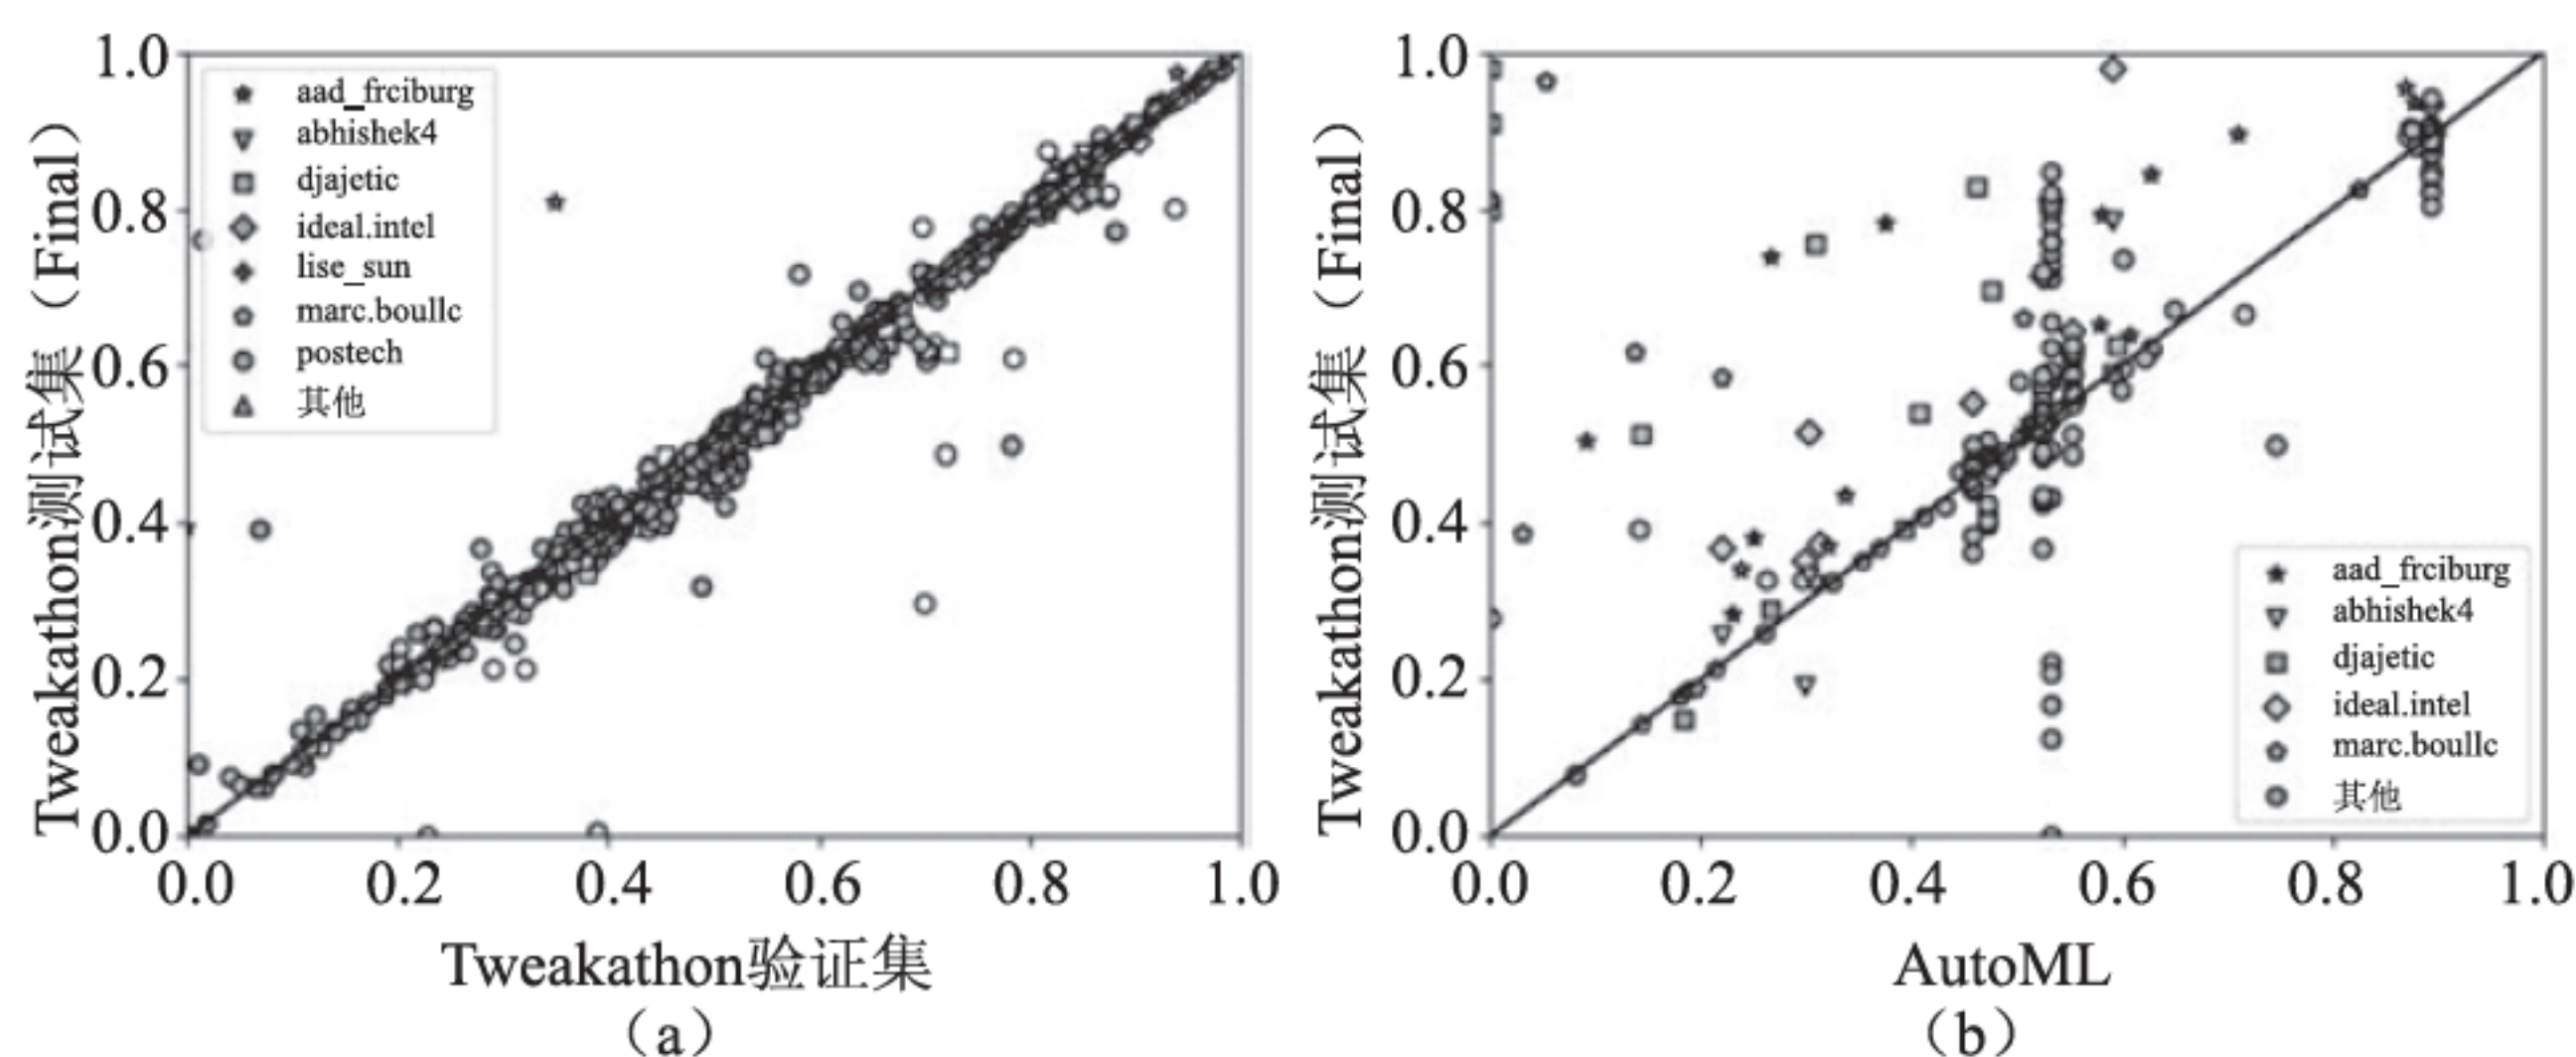 Tweakathon测试集（Final）
1.0
0.8
0.6
0.4
0.2
0.0
aad_frciburg
abhishek4
djajetic
ideal.intel
lise_sun
marc.boullc
postech
其他
0.0 0.2 0.4 0.6 0.8 1.0
Tweakathon验证集
（a）
Tweakathon测试集（Final）
1.0
0.8
0.6
0.4
0.2
0.0
aad_frciburg
abhishek4
djajetic
ideal.intel
marc.boullc
其他
0.0 0.2 0.4 0.6 0.8 1.0
AutoML
（b）